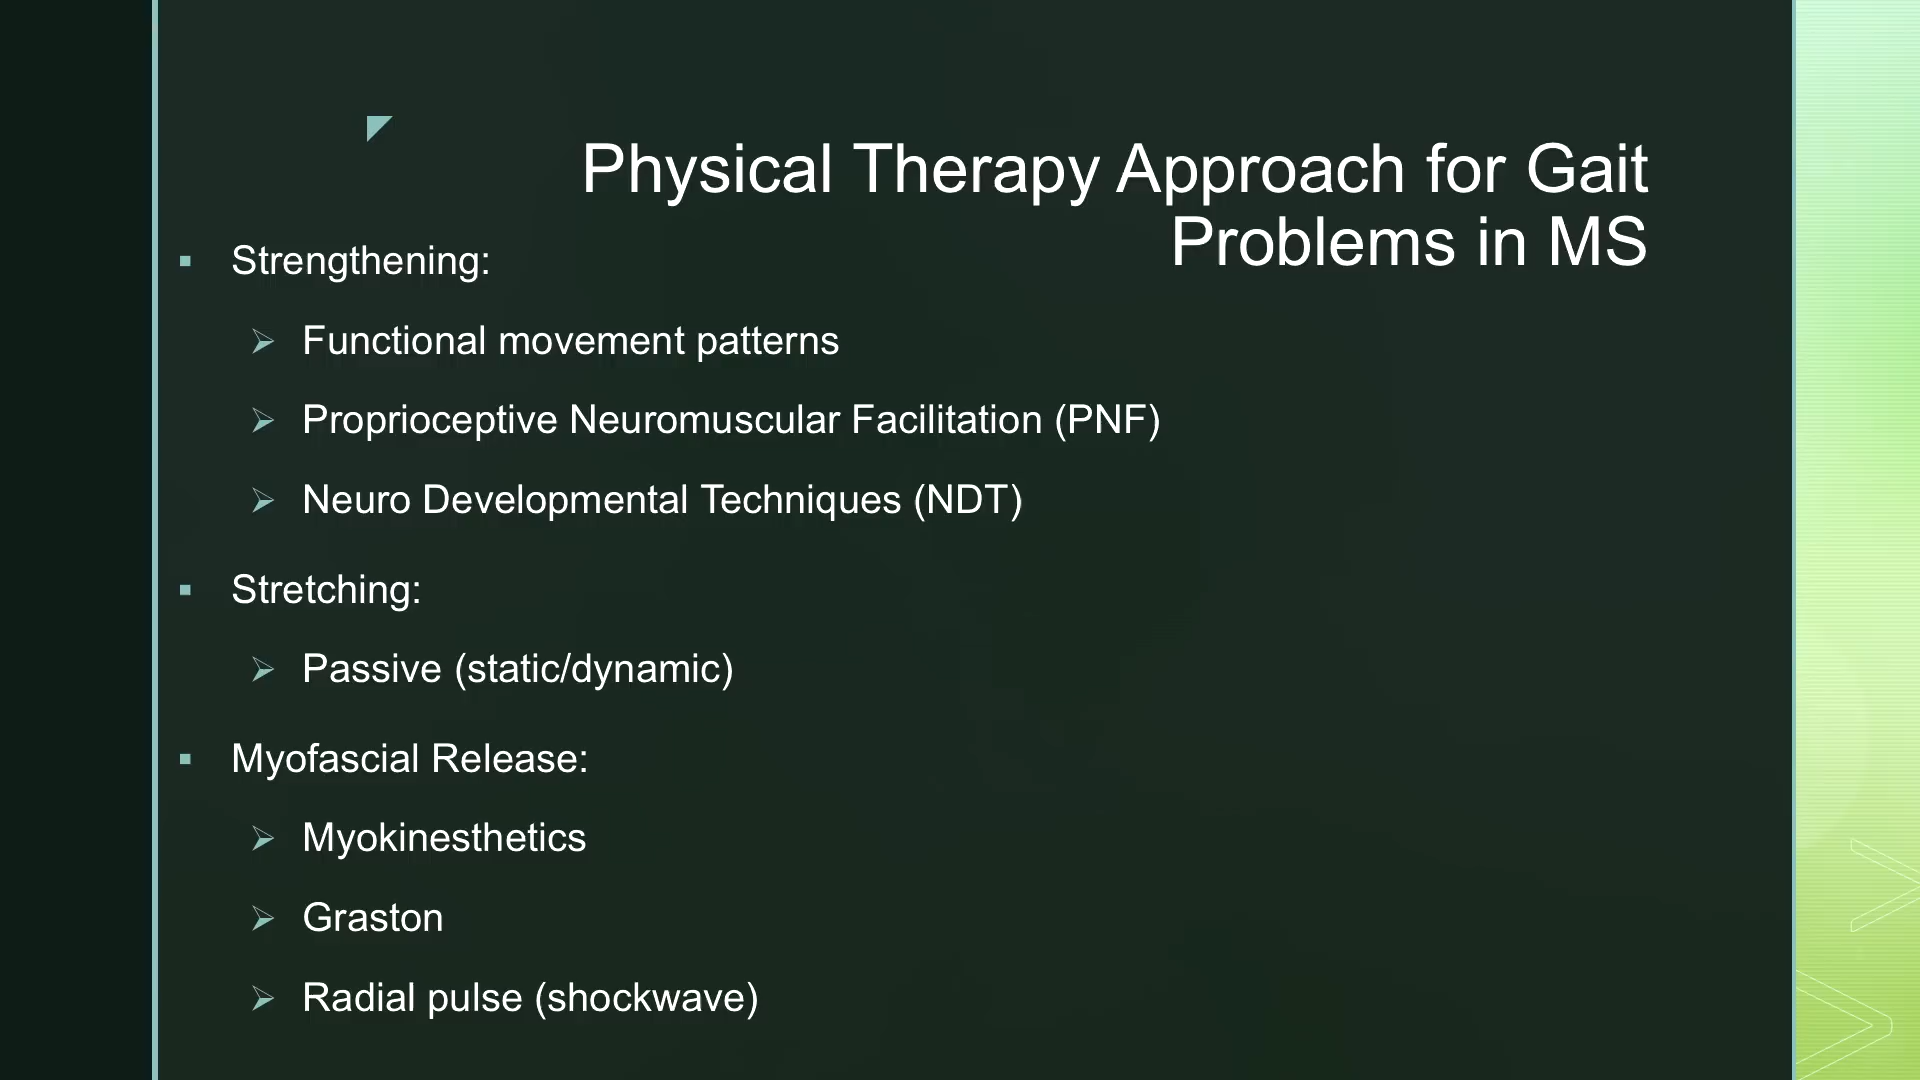 Physical Therapy Approach for Gait
Problems in MS
Strengthening:
Functional movement patterns
Proprioceptive Neuromuscular Facilitation (PNF)
Neuro Developmental Techniques (NDT)
Stretching:
Passive (static/dynamic)
Myofascial Release:
Myokinesthetics
Graston
Radial pulse (shockwave)